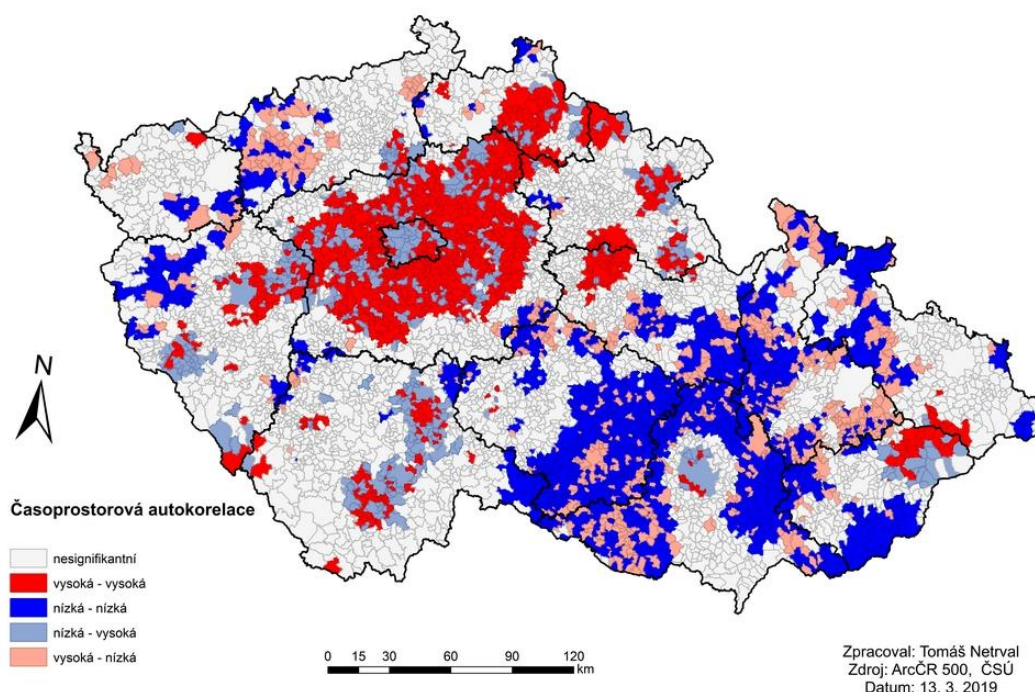 N
Časoprostorová autokorelace
nesignifikantní
vysoká - vysoká
nízká - nízká
nízká - vysoká
vysoká - nízká
0 15 30 60 90 120
km
Zpracoval: Tomáš Netrval
Zdroj: ArcČR 500, ČSÚ
Datum: 13. 3. 2019